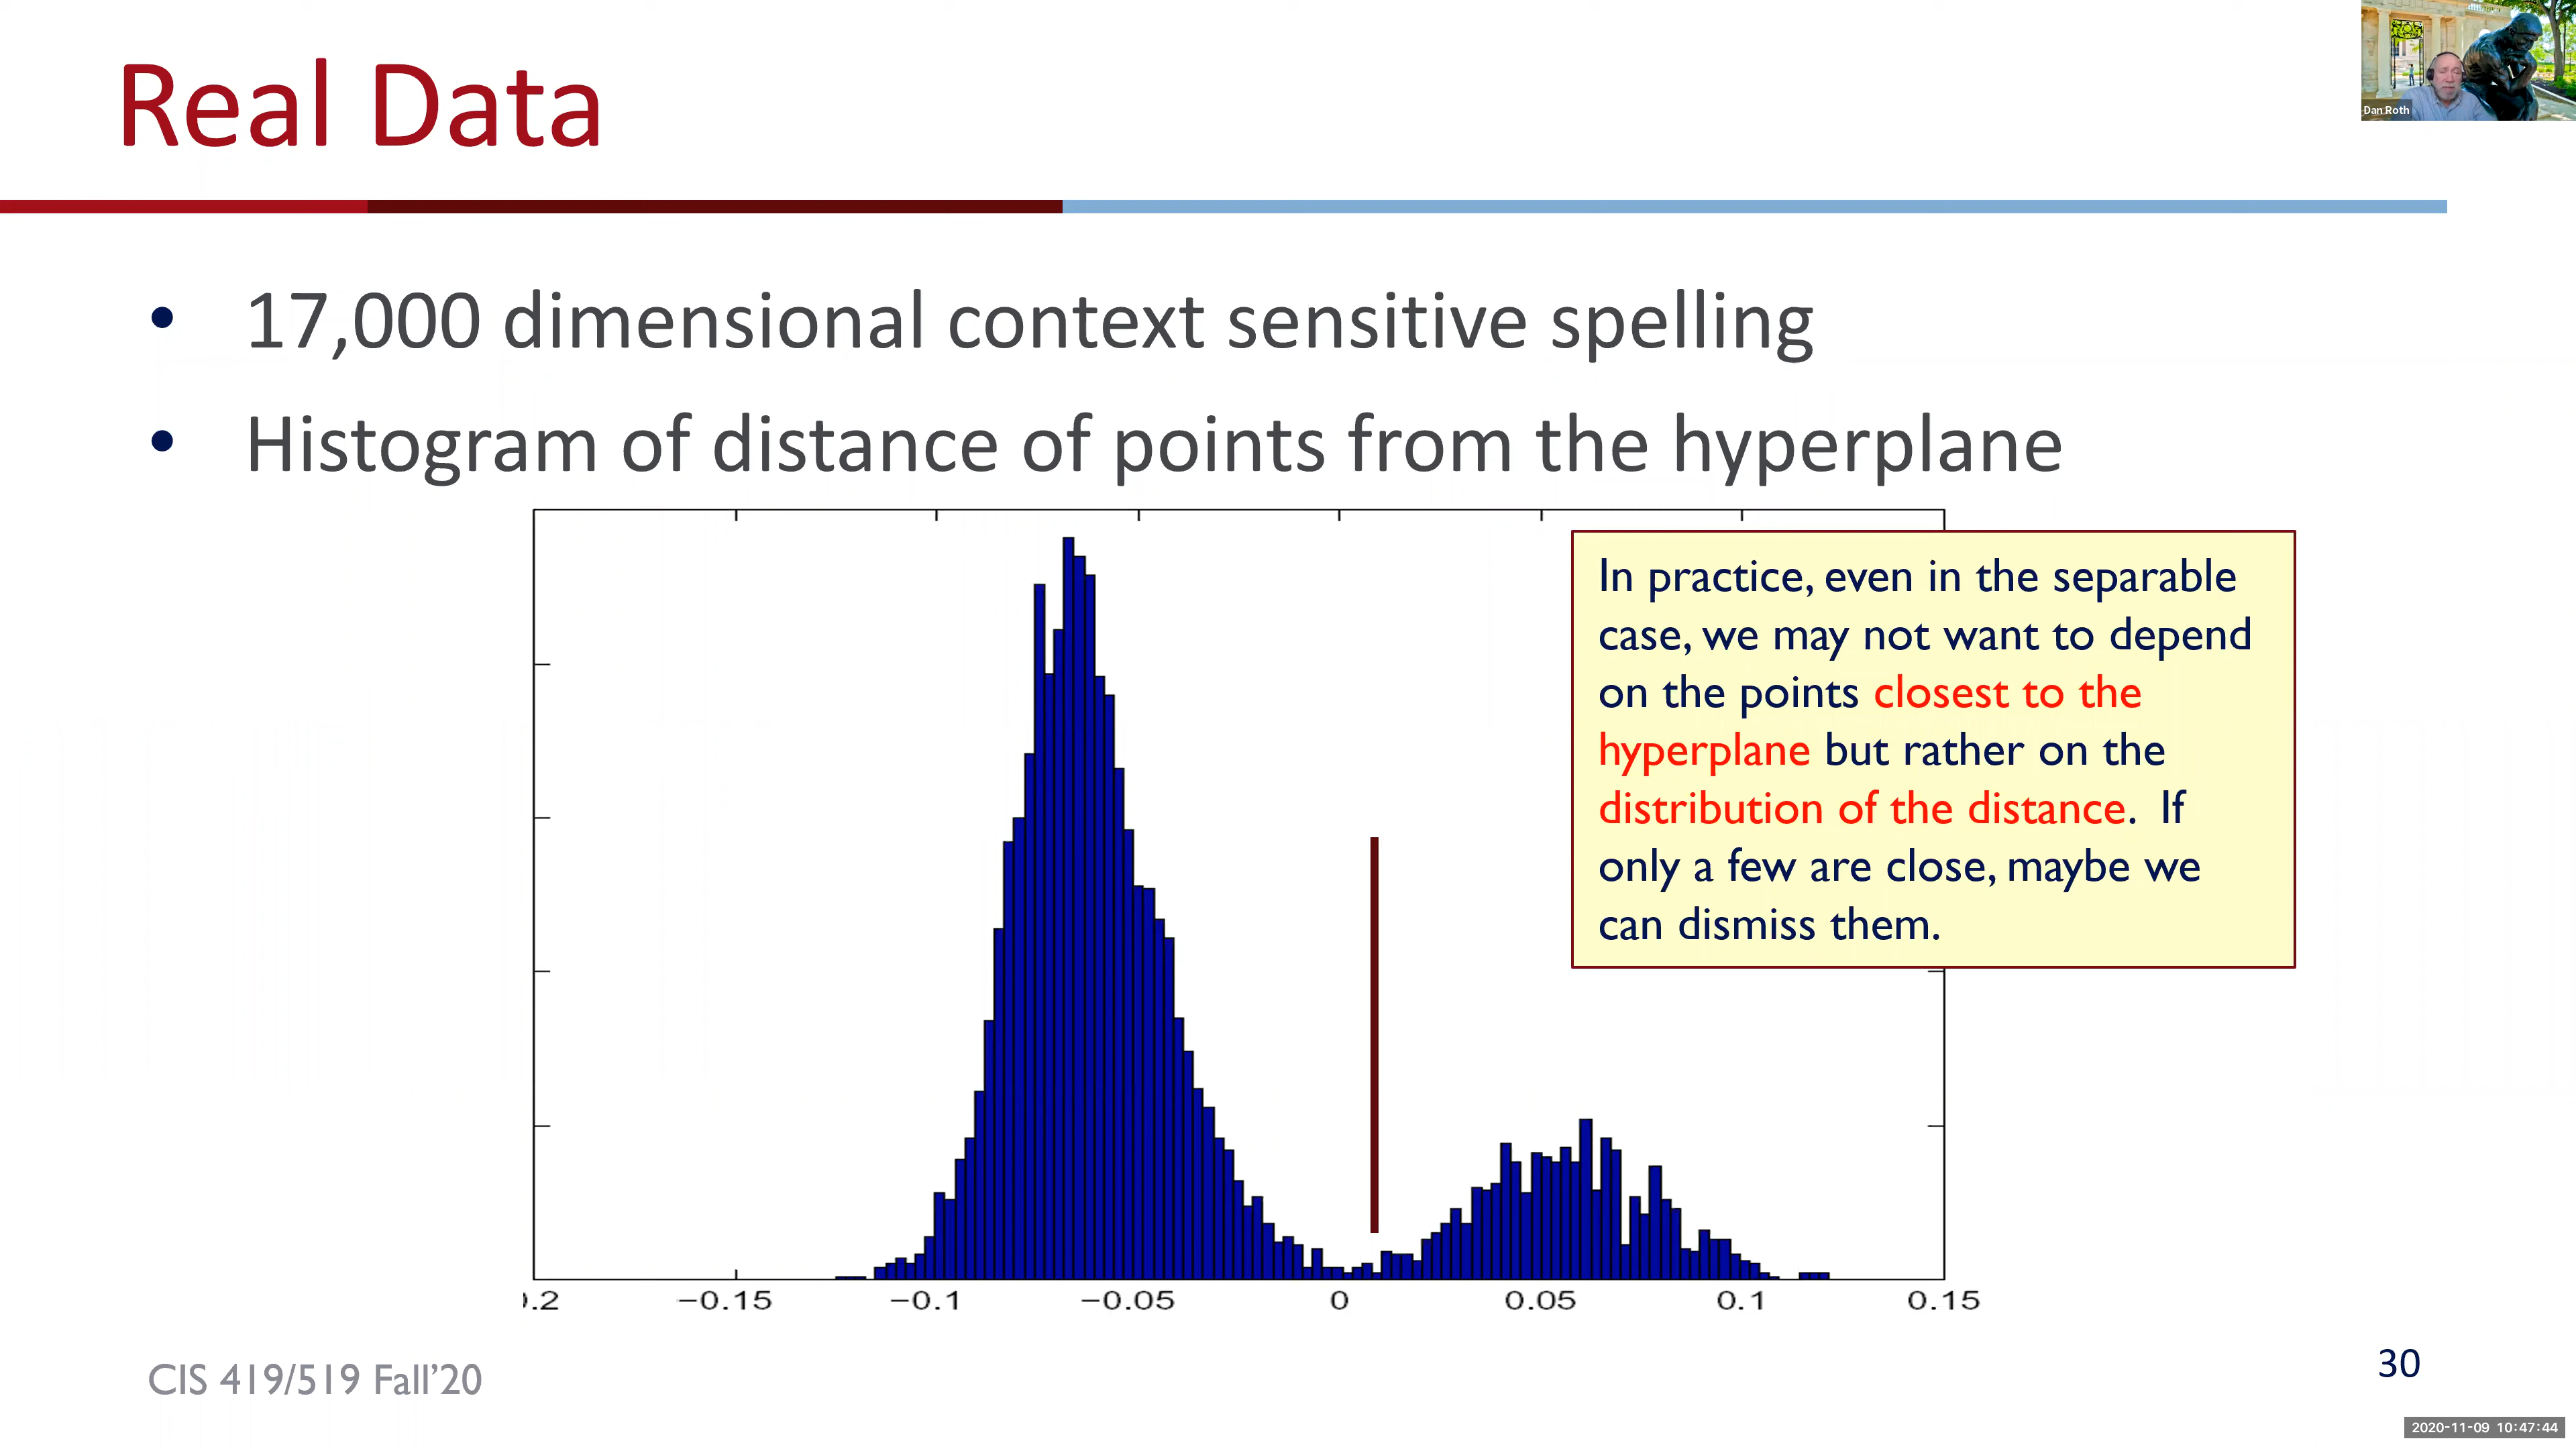 Real Data
Dan Roth
• 17,000 dimensional context sensitive spelling
• Histogram of distance of points from the hyperplane
In practice, even in the separable
case, we may not want to depend
on the points closest to the
hyperplane but rather on the
distribution of the distance. If
only a few are close, maybe we
can dismiss them.
.2 −0.15 −0.1 −0.05 0 0.05 0.1 0.15
CIS 419/519 Fall’20
30
2020-11-09 10:47:44